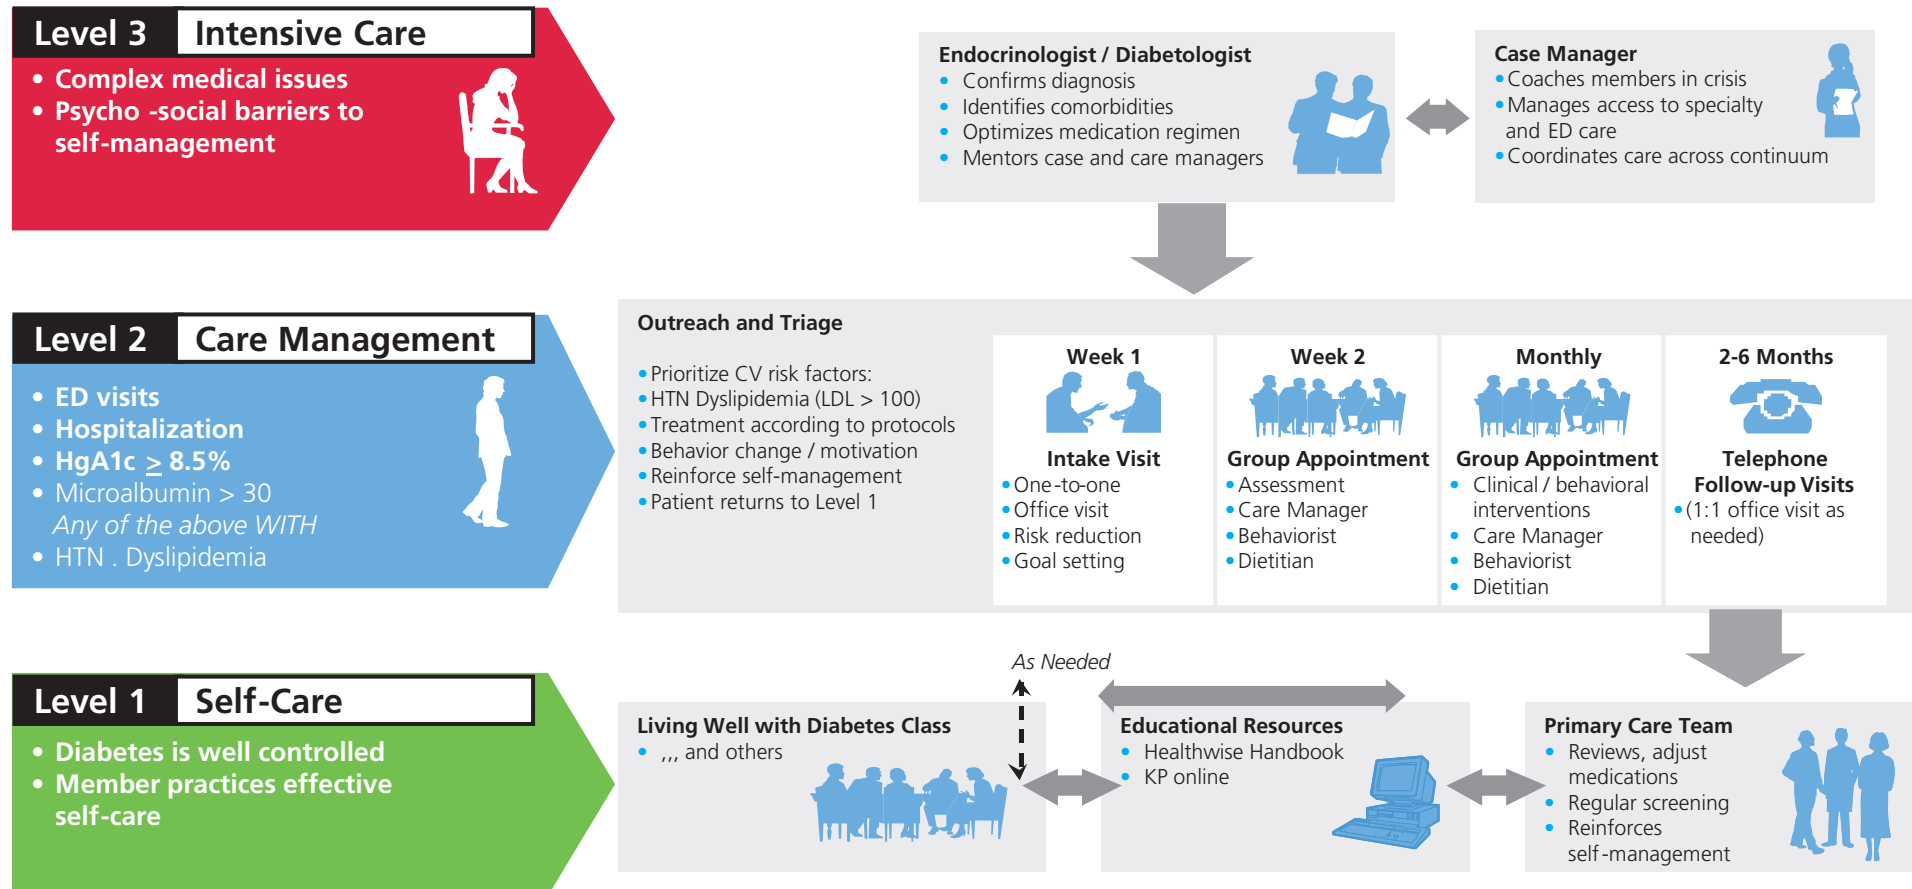 Level 3 Intensive Care
• Complex medical issues
• Psycho -social barriers to
self-management
Endocrinologist / Diabetologist
• Confirms diagnosis
• Identifies comorbidities
• Optimizes medication regimen
• Mentors case and care managers
Case Manager
• Coaches members in crisis
• Manages access to specialty
and ED care
• Coordinates care across continuum
Level 2 Care Management
• ED visits
• Hospitalization
• HgA1c ≥ 8.5%
• Microalbumin > 30
Any of the above WITH
• HTN . Dyslipidemia
Outreach and Triage
• Prioritize CV risk factors:
• HTN Dyslipidemia (LDL > 100)
• Treatment according to protocols
• Behavior change / motivation
• Reinforce self-management
• Patient returns to Level 1
Week 1
Intake Visit
• One-to-one
• Office visit
• Risk reduction
• Goal setting
Week 2
Group Appointment
• Assessment
• Care Manager
• Behaviorist
• Dietitian
Monthly
Group Appointment
• Clinical / behavioral
interventions
• Care Manager
• Behaviorist
• Dietitian
2-6 Months
Telephone
Follow-up Visits
• (1:1 office visit as
needed)
Level 1 Self-Care
• Diabetes is well controlled
• Member practices effective
self-care
As Needed
Living Well with Diabetes Class
• ,,, and others
Educational Resources
• Healthwise Handbook
• KP online
Primary Care Team
• Reviews, adjust
medications
• Regular screening
• Reinforces
self-management